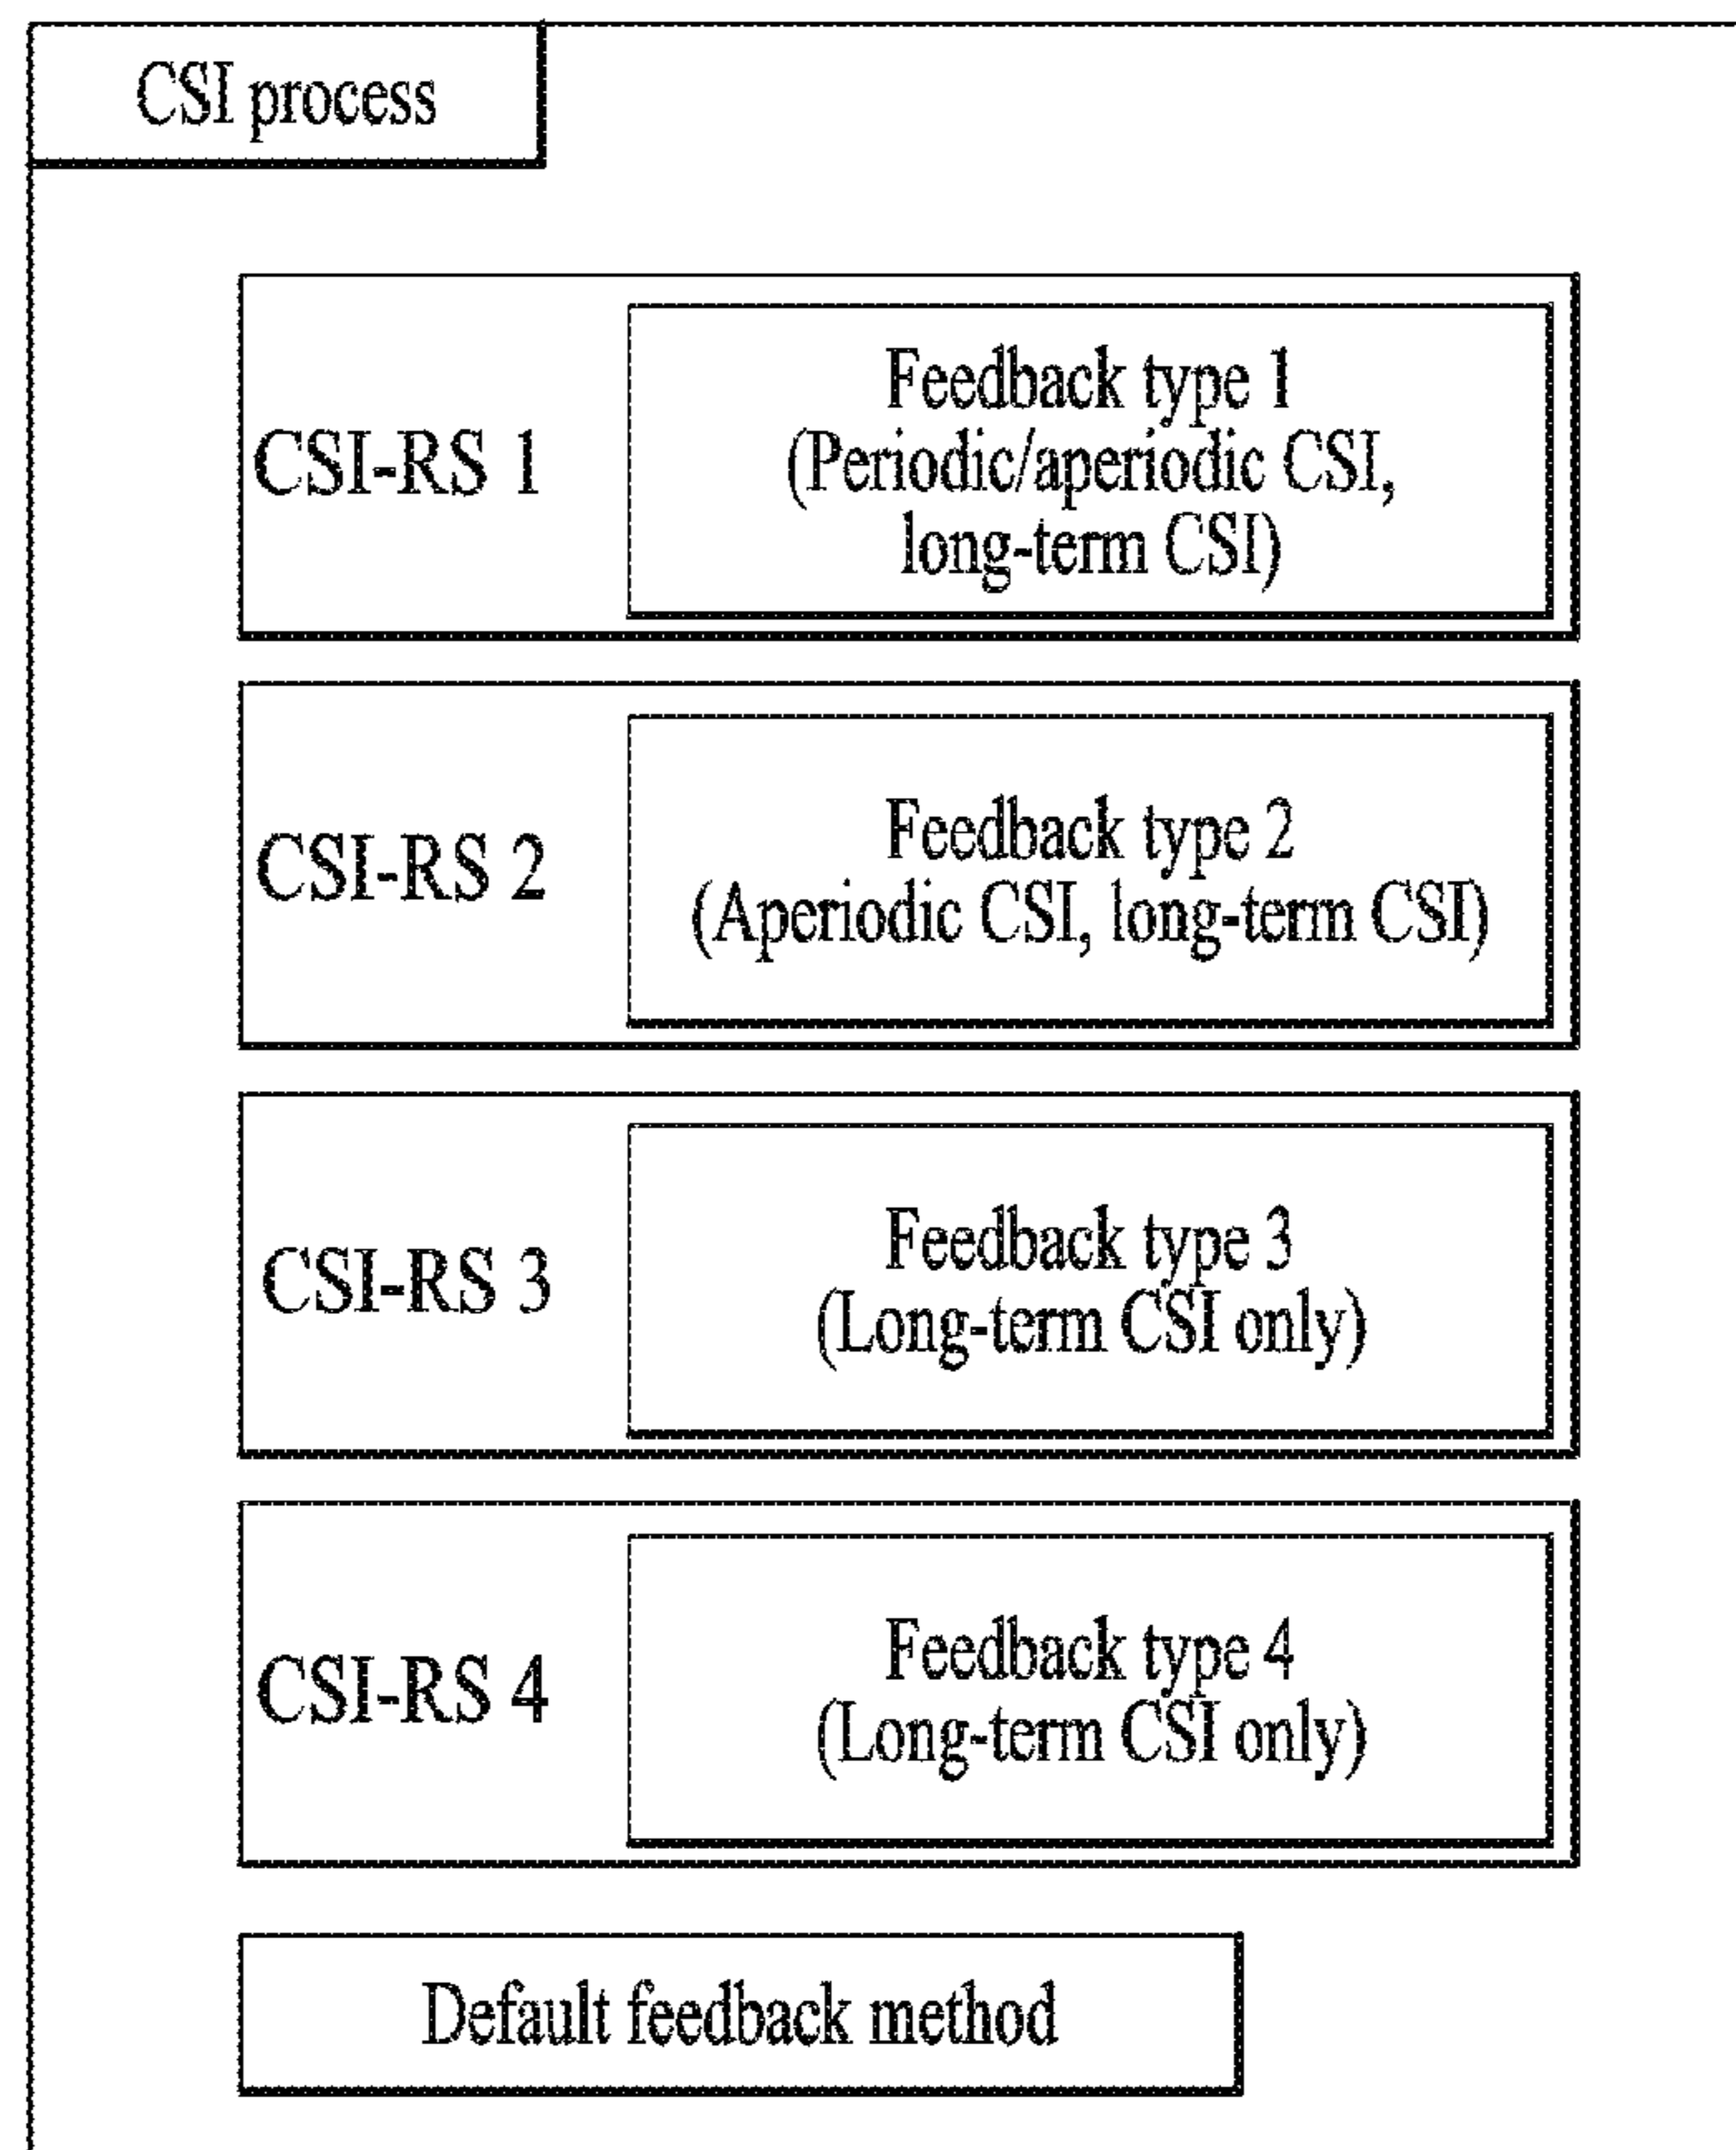 CSI process
CSI-RS 1
Feedback type 1
(Periodic/aperiodic CSI,
long-term CSI)
CSI-RS 2
Feedback type 2
(Aperiodic CSI, long-term CSI)
CSI-RS 3
Feedback type 3
(Long-term CSI only)
CSI-RS 4
Feedback type 4
(Long-term CSI only)
Default feedback method